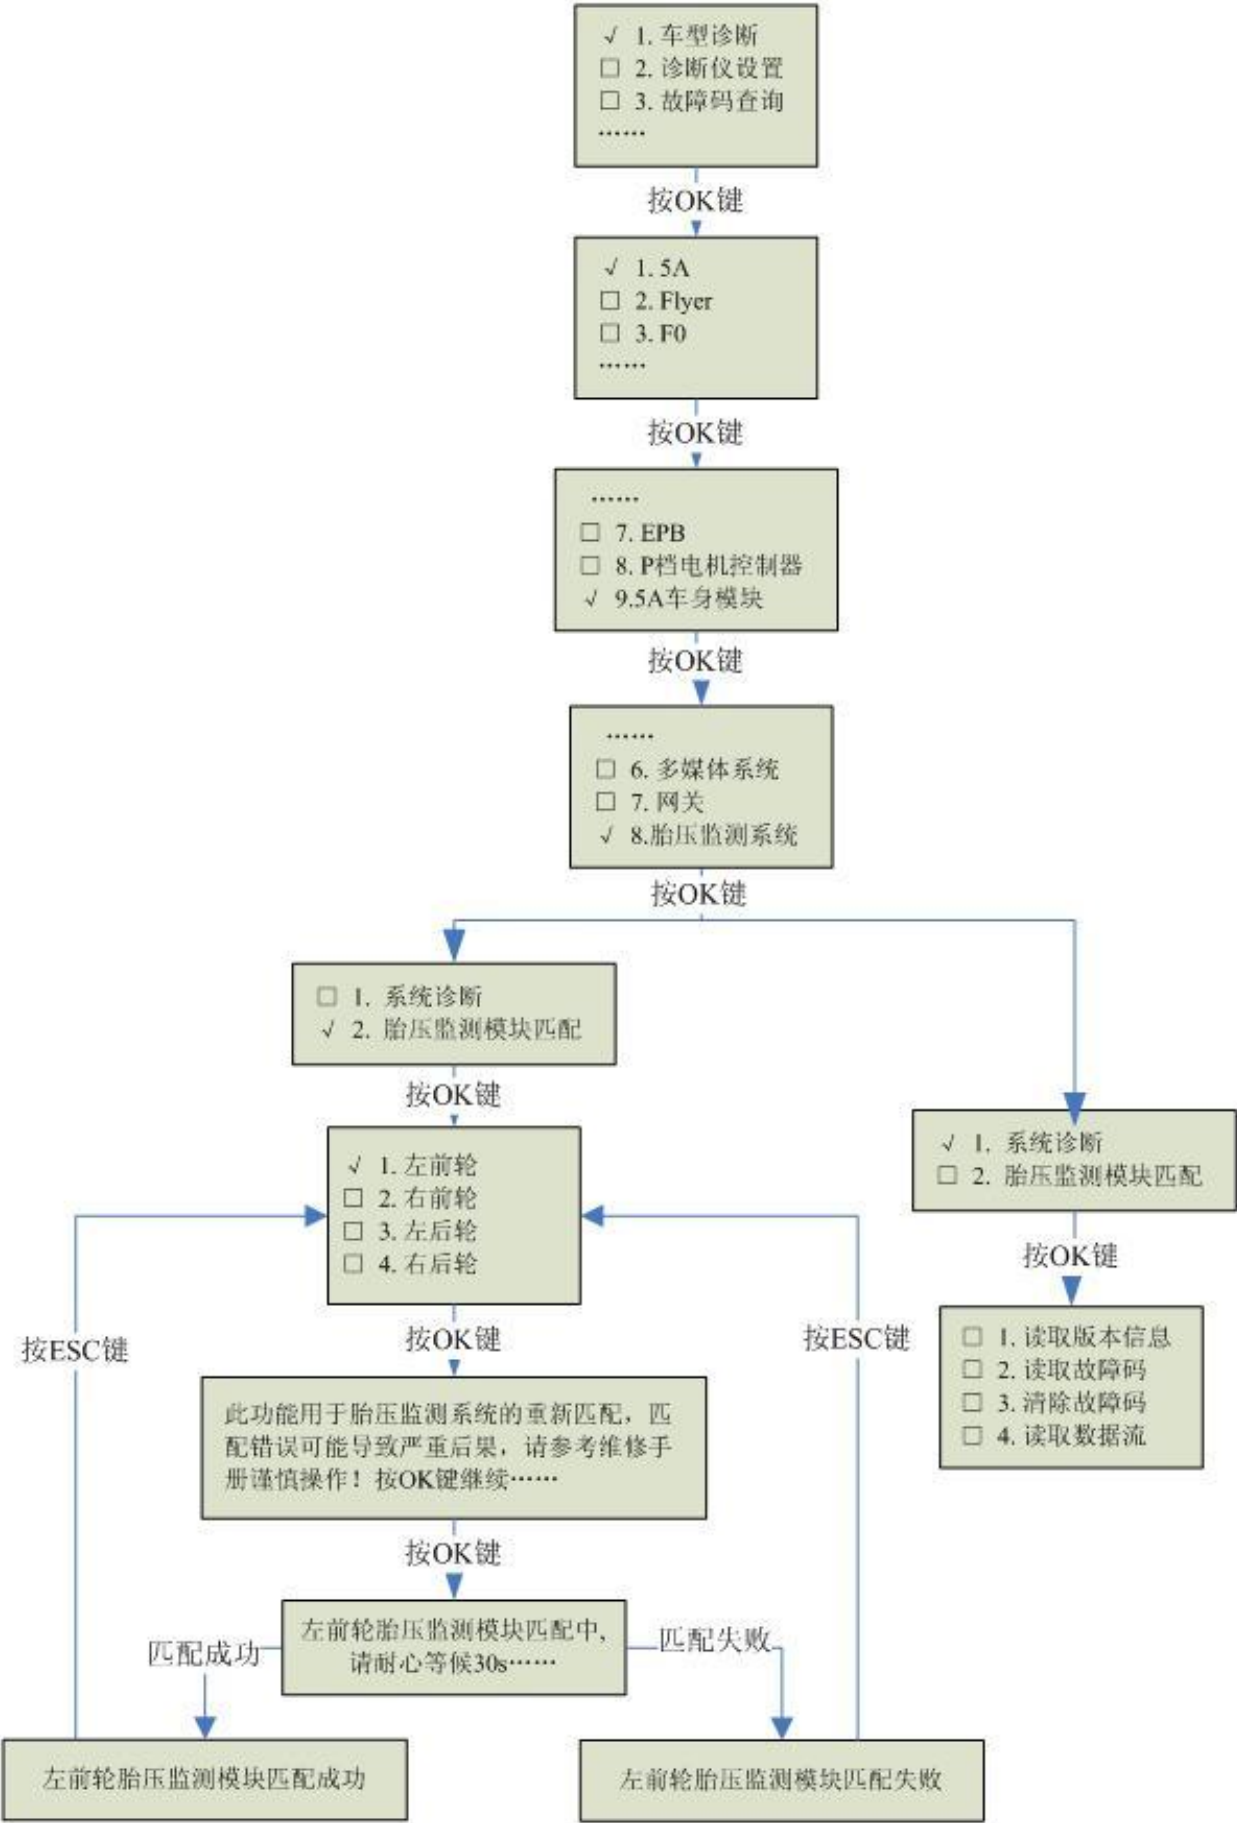 √ 1. 车型诊断
□ 2. 诊断仪设置
□ 3. 故障码查询
……
按OK键
√ 1. 5A
□ 2. Flyer
□ 3. F0
……
按OK键
……
□ 7. EPB
□ 8. P档电机控制器
√ 9.5A车身模块
按OK键
……
□ 6. 多媒体系统
□ 7. 网关
√ 8.胎压监测系统
按OK键
□ 1. 系统诊断
√ 2. 胎压监测模块匹配
按OK键
√ 1. 左前轮
□ 2. 右前轮
□ 3. 左后轮
□ 4. 右后轮
按OK键
此功能用于胎压监测系统的重新匹配，匹
配错误可能导致严重后果，请参考维修手
册谨慎操作！按OK键继续……
按OK键
左前轮胎压监测模块匹配中，
请耐心等候30s……
匹配成功
匹配失败
左前轮胎压监测模块匹配成功
左前轮胎压监测模块匹配失败
按ESC键
按ESC键
√ 1. 系统诊断
□ 2. 胎压监测模块匹配
按OK键
□ 1. 读取版本信息
□ 2. 读取故障码
□ 3. 清除故障码
□ 4. 读取数据流